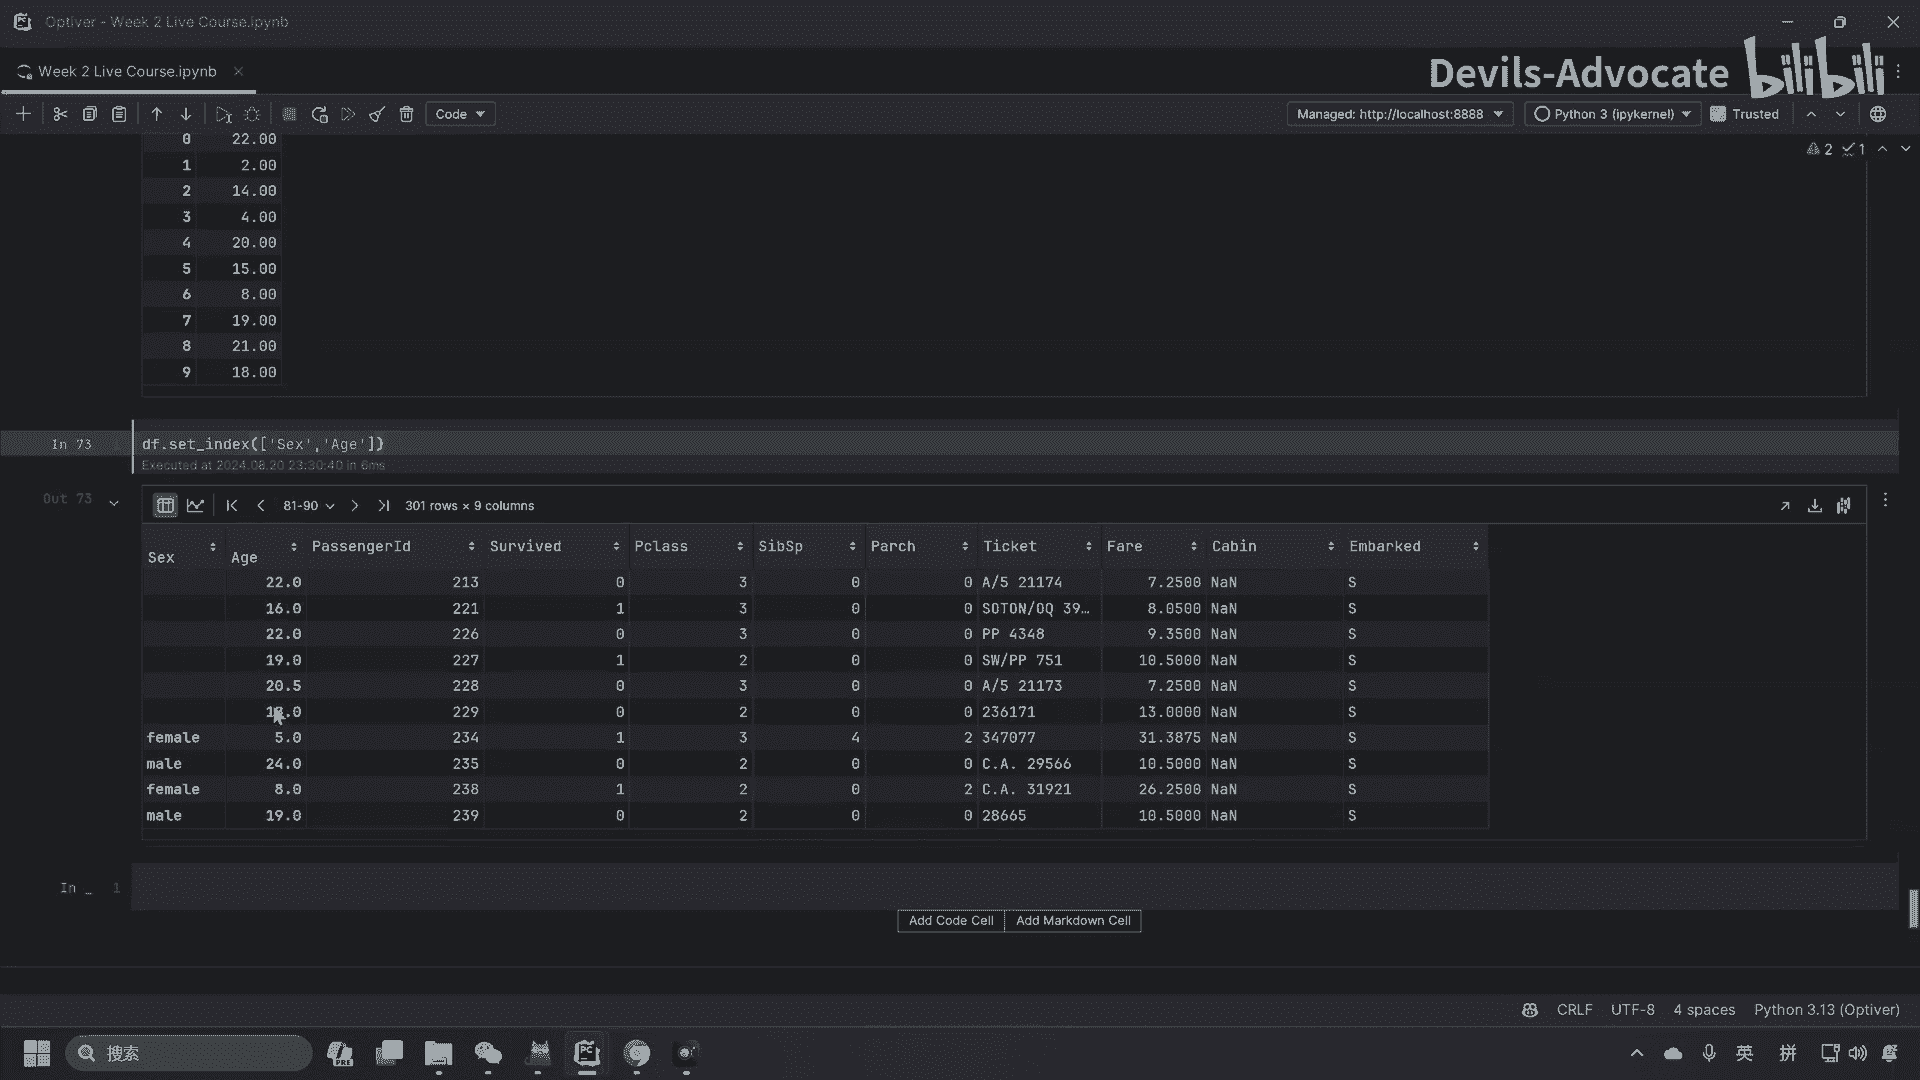 Optiver - Week 2 Live Course.ipynb
Week 2 Live Course.ipynb
Devils-Advocate bilibili
Code
Managed: http://localhost:8888
Python 3 (ipykernel)
Trusted
2 1
0 22.00
1 2.00
2 14.00
3 4.00
4 20.00
5 15.00
6 8.00
7 19.00
8 21.00
9 18.00
In 73 1 df.set_index(['Sex','Age'])
Executed at 2024.08.20 23:30:40 in 6ms
Out 73
81-90 301 rows × 9 columns
Sex Age PassengerId Survived Pclass SibSp Parch Ticket Fare Cabin Embarked
22.0 213 0 3 0 0 A/5 21174 7.2500 NaN S
16.0 221 1 3 0 0 SOTON/OQ 39… 8.0500 NaN S
22.0 226 0 3 0 0 PP 4348 9.3500 NaN S
19.0 227 1 2 0 0 SW/PP 751 10.5000 NaN S
20.5 228 0 3 0 0 A/5 21173 7.2500 NaN S
229 0 2 0 0 236171 13.0000 NaN S
female 5.0 234 1 3 4 2 347077 31.3875 NaN S
male 24.0 235 0 2 0 0 C.A. 29566 10.5000 NaN S
female 8.0 238 1 2 0 2 C.A. 31921 26.2500 NaN S
male 19.0 239 0 2 0 0 28665 10.5000 NaN S
In _ 1
Add Code Cell Add Markdown Cell
CRLF UTF-8 4 spaces Python 3.13 (Optiver)
搜索
PRE
PC
英 拼